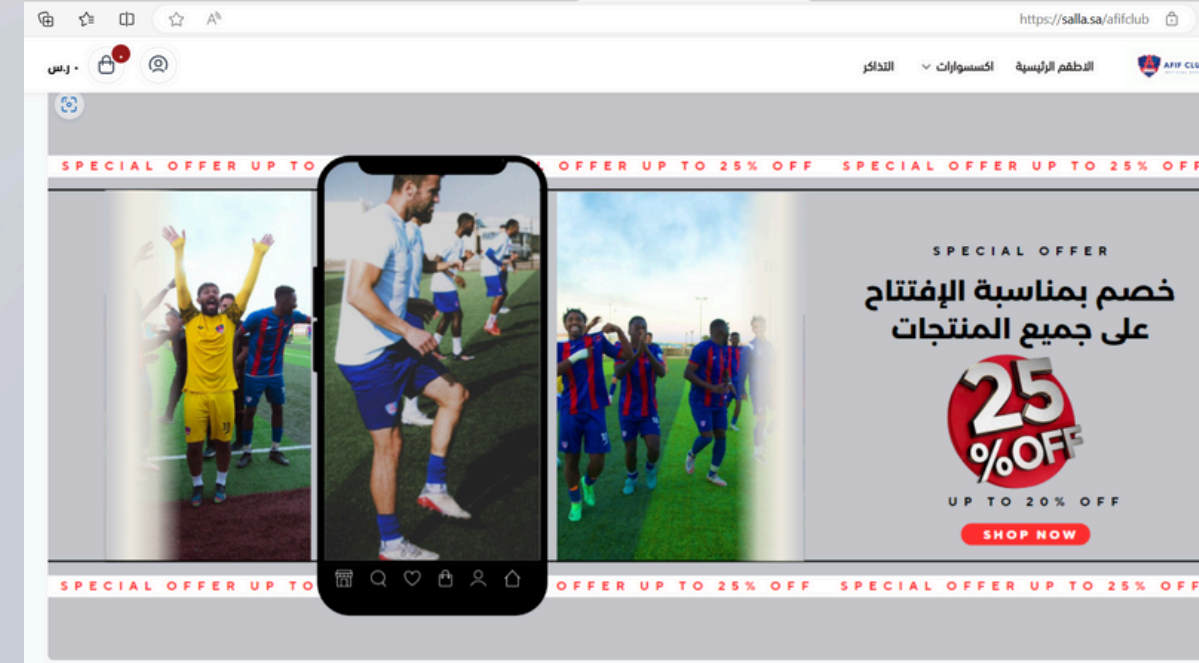 https://salla.sa/afifclub
AFIF CLU
الاطقم الرئيسية
اكسسوارات
التذاكر
٠ ر.س
SPECIAL OFFER UP TO
OFFER UP TO 25% OFF
SPECIAL OFFER UP TO 25% OFF
SPECIAL OFFER
خصم بمناسبة الإفتتاح
على جميع المنتجات
25
%OFF
UP TO 20% OFF
SHOP NOW
SPECIAL OFFER UP TO
OFFER UP TO 25% OFF
SPECIAL OFFER UP TO 25% OFF